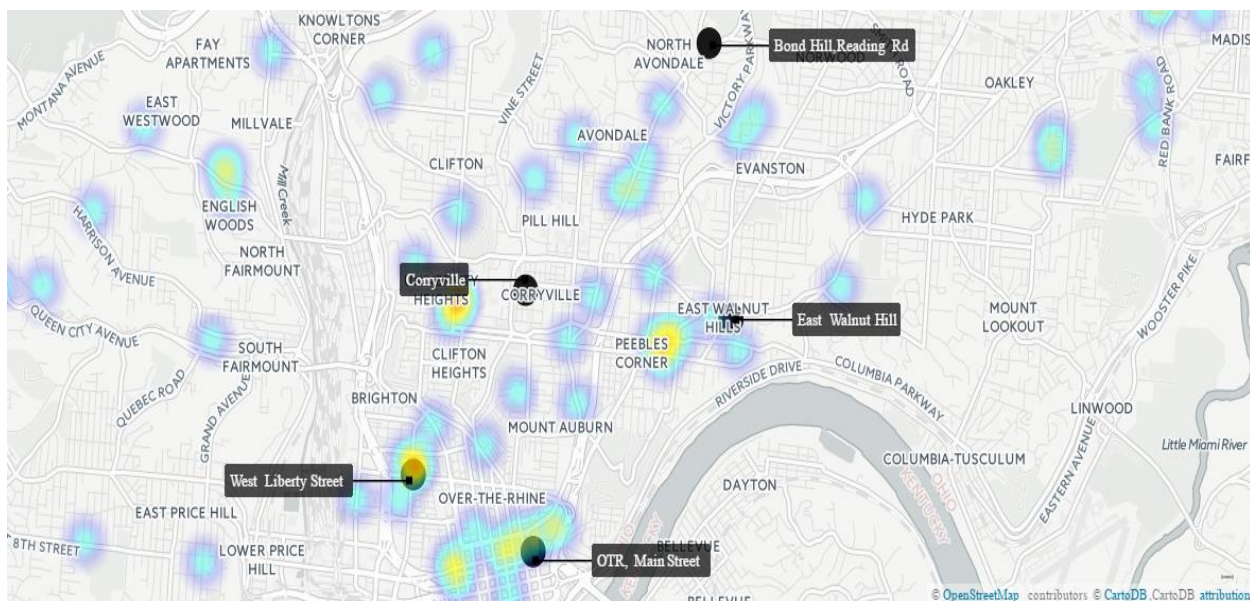 KNOWLTONS
CORNER
FAY
APARTMENTS
MONTANA AVENUE
EAST
WESTWOOD
MILLVALE
Mill Creek
VINE STREET
NORTH
AVONDALE
Bond Hill,Reading Rd
NORWOOD
SMITH ROAD
VICTORY PARKWAY
MADIS
OAKLEY
RED BANK ROAD
AVONDALE
CLIFTON
EVANSTON
FAIRF
ENGLISH
WOODS
PILL HILL
HYDE PARK
HARRISON AVENUE
NORTH
FAIRMOUNT
Corryville
HEIGHTS
CORRYVILLE
EAST WALNUT
HILLS
East Walnut Hill
MOUNT
LOOKOUT
WOOSTER PIKE
QUEEN CITY AVENUE
SOUTH
FAIRMOUNT
CLIFTON
HEIGHTS
PEEBLES
CORNER
RIVERSIDE DRIVE
COLUMBIA PARKWAY
QUEBEC ROAD
GRAND AVENUE
BRIGHTON
MOUNT AUBURN
LINWOOD
Little Miami River
EASTERN AVENUE
COLUMBIA-TUSCULUM
West Liberty Street
OVER-THE-RHINE
DAYTON
OHIO
KENTUCKY
EAST PRICE HILL
8TH STREET
LOWER PRICE
HILL
OTR, Main Street
BELLEVUE
OHIO
KENTUCKY
BELLEVUE
© OpenStreetMap contributors © CartoDB ,CartoDB attribution